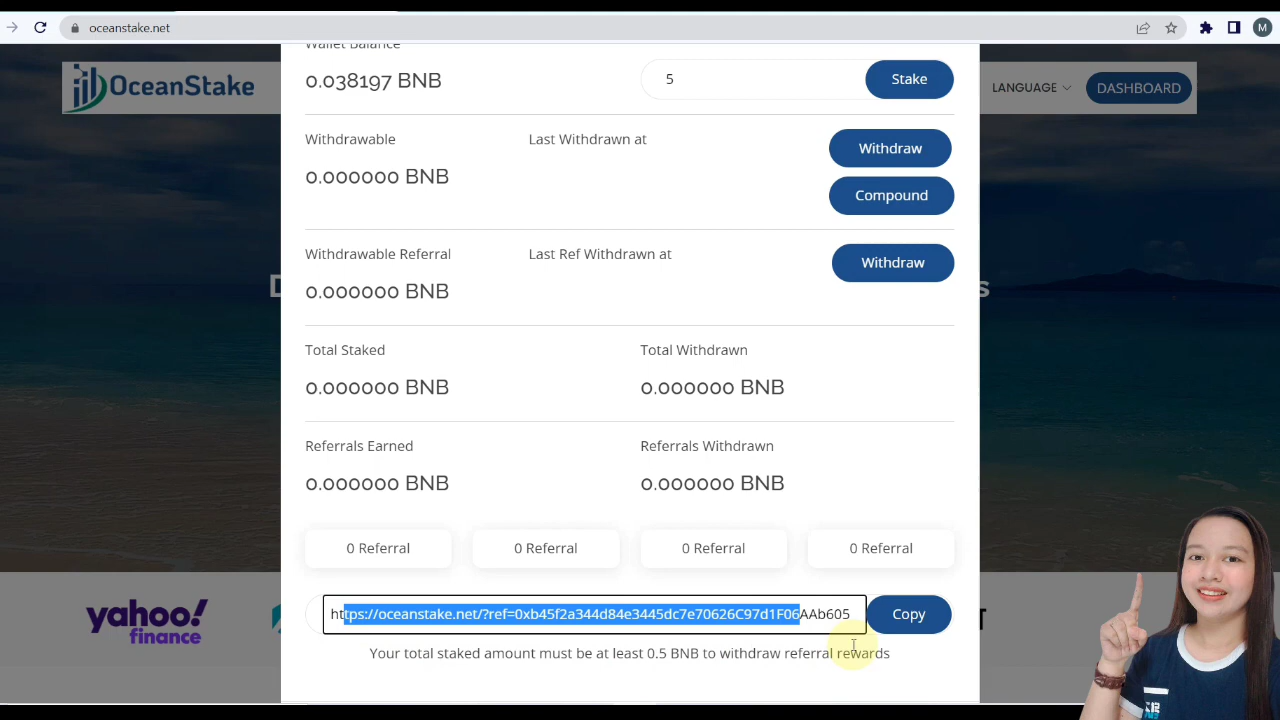 oceanstake.net
M
Wallet Balance
0.038197 BNB
5
Stake
OceanStake
LANGUAGE
DASHBOARD
Withdrawable
Last Withdrawn at
Withdraw
0.000000 BNB
Compound
Withdrawable Referral
Last Ref Withdrawn at
Withdraw
0.000000 BNB
Total Staked
Total Withdrawn
0.000000 BNB
0.000000 BNB
Referrals Earned
Referrals Withdrawn
0.000000 BNB
0.000000 BNB
0 Referral
0 Referral
0 Referral
0 Referral
https://oceanstake.net/?ref=0xb45f2a344d84e3445dc7e70626C97d1F06AAb605
Copy
Your total staked amount must be at least 0.5 BNB to withdraw referral rewards
yahoo!
finance